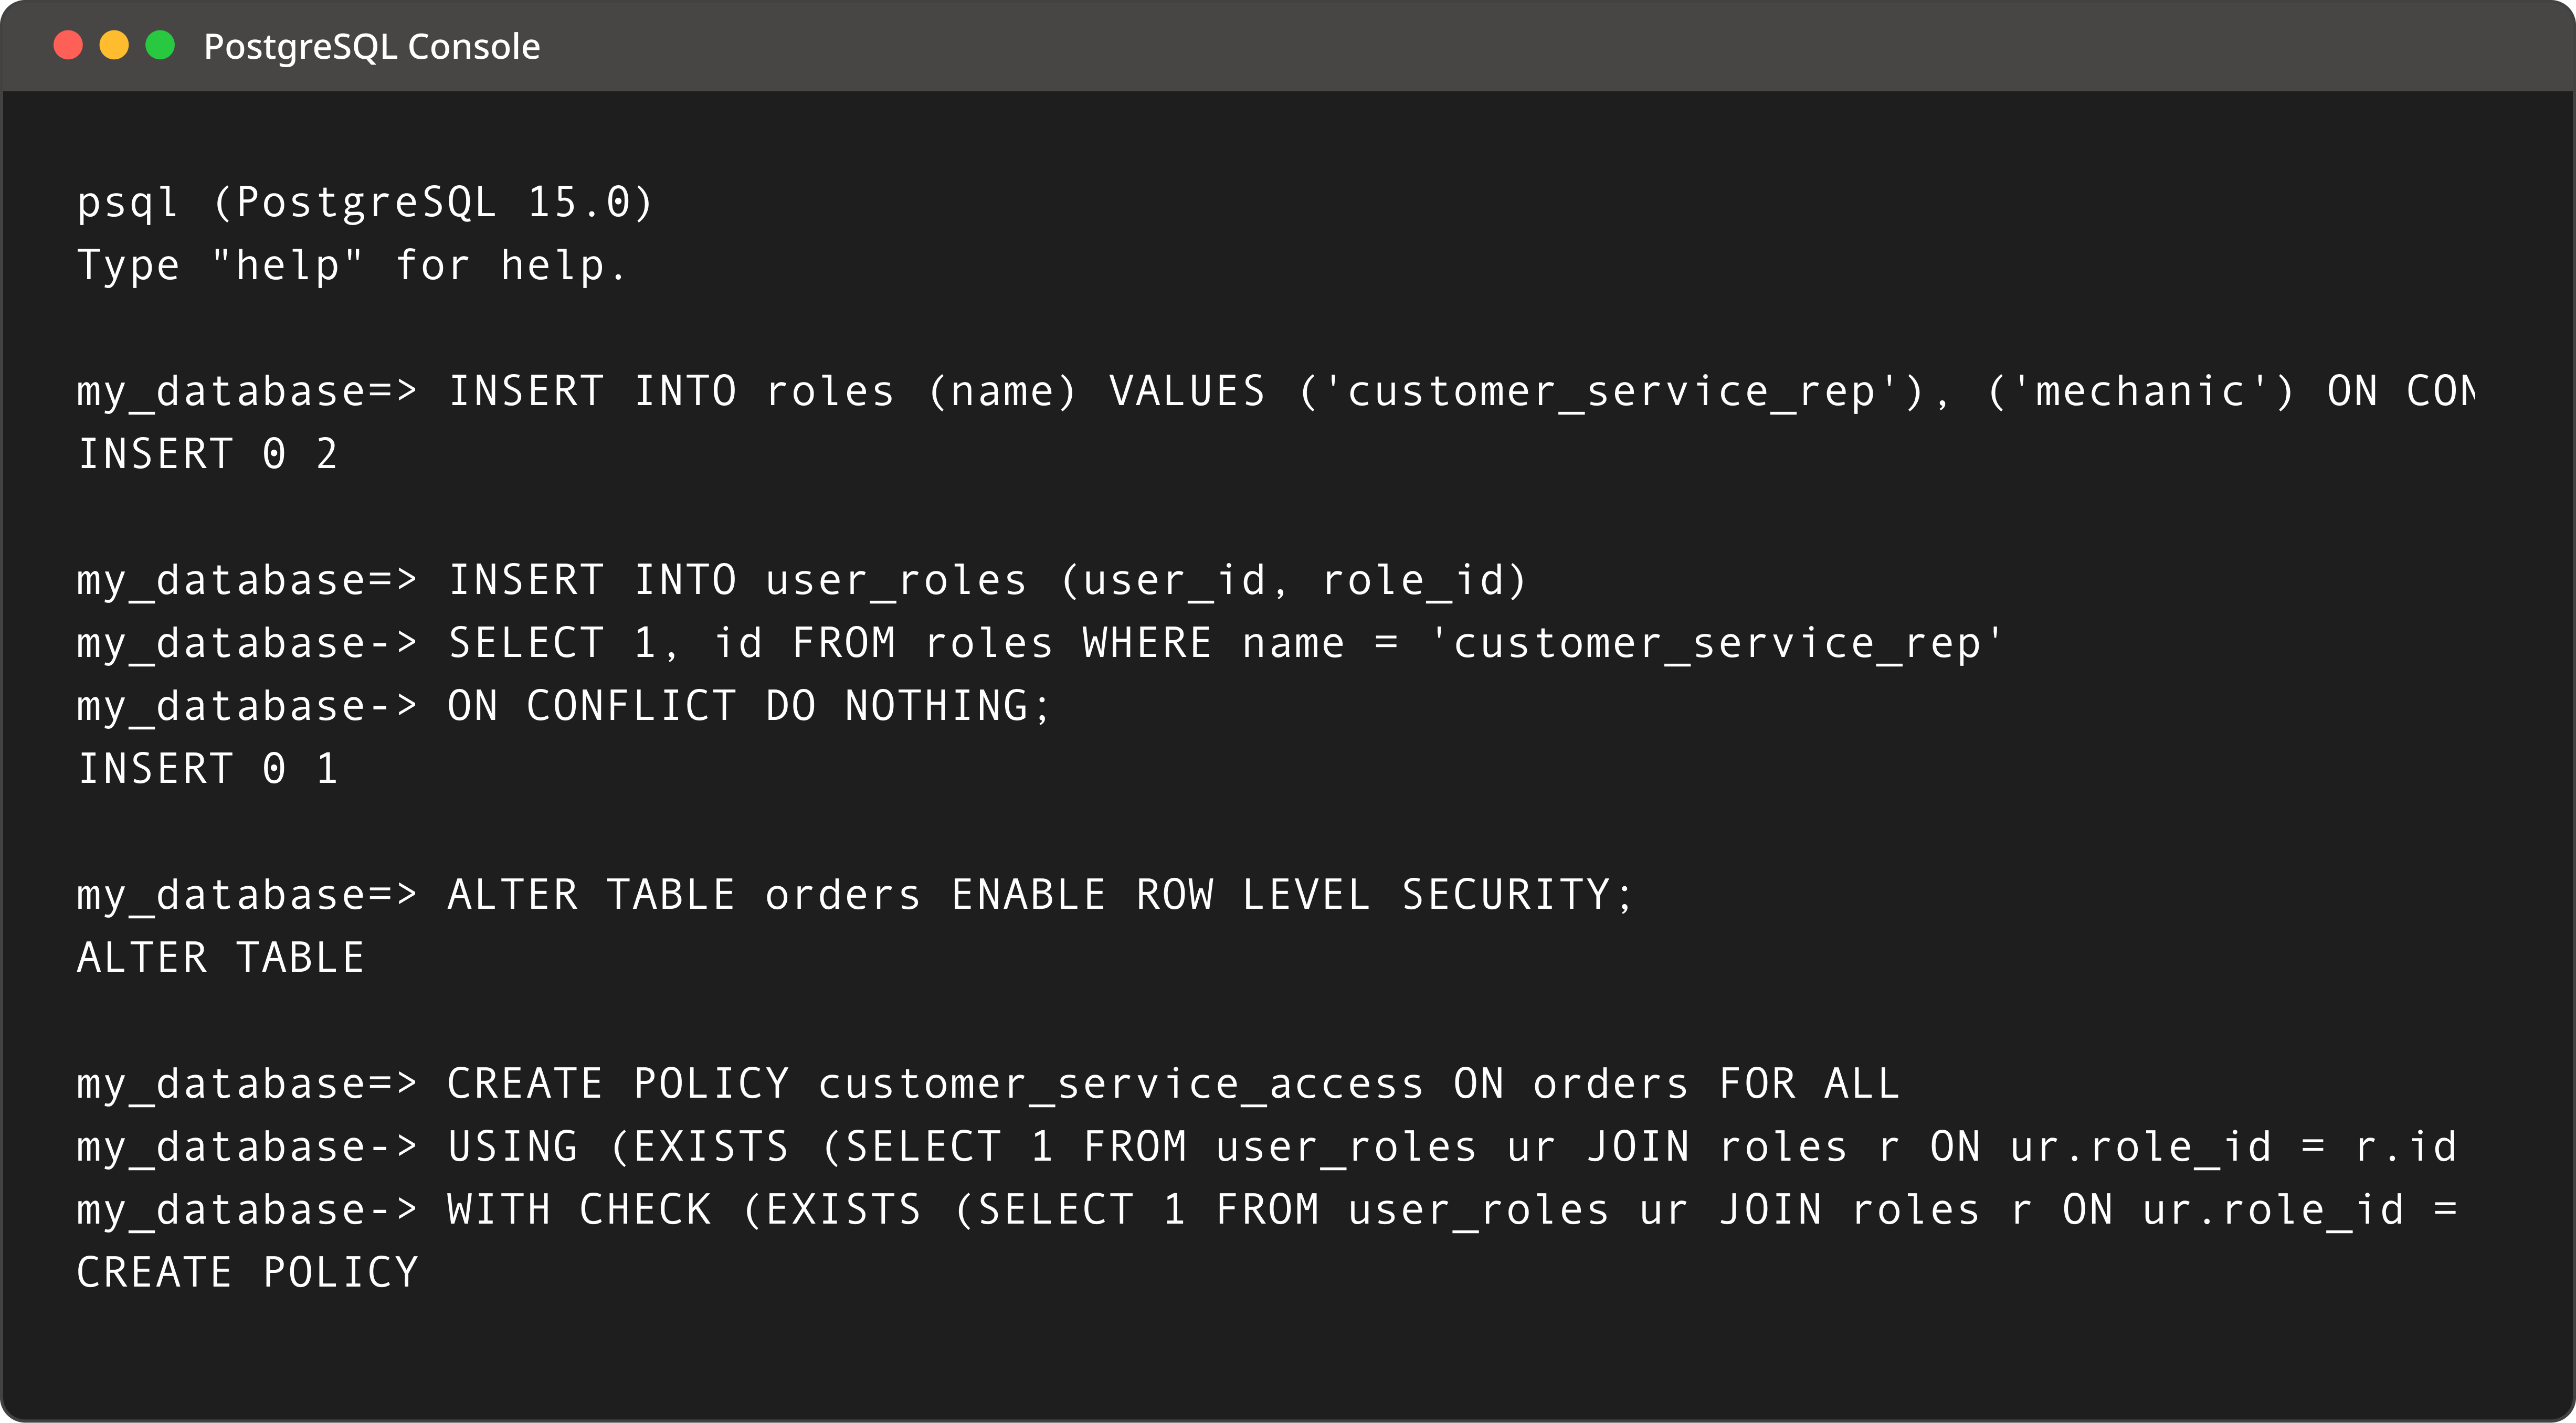 PostgreSQL Console
psql (PostgreSQL 15.0)
Type "help" for help.
my_database=> INSERT INTO roles (name) VALUES ('customer_service_rep'), ('mechanic') ON CON
INSERT 0 2
my_database=> INSERT INTO user_roles (user_id, role_id)
my_database-> SELECT 1, id FROM roles WHERE name = 'customer_service_rep'
my_database-> ON CONFLICT DO NOTHING;
INSERT 0 1
my_database=> ALTER TABLE orders ENABLE ROW LEVEL SECURITY;
ALTER TABLE
my_database=> CREATE POLICY customer_service_access ON orders FOR ALL
my_database-> USING (EXISTS (SELECT 1 FROM user_roles ur JOIN roles r ON ur.role_id = r.id
my_database-> WITH CHECK (EXISTS (SELECT 1 FROM user_roles ur JOIN roles r ON ur.role_id =
CREATE POLICY